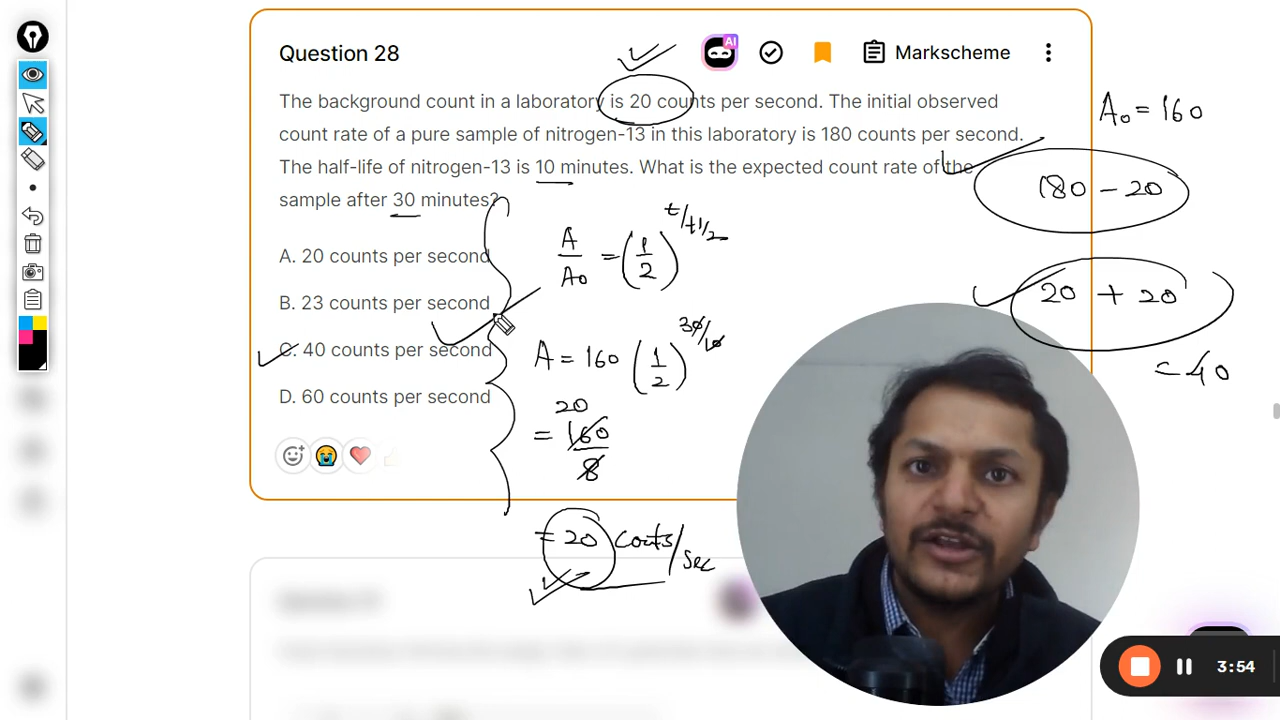 Question 28
AI
Markscheme
The background count in a laboratory is 20 counts per second. The initial observed
count rate of a pure sample of nitrogen-13 in this laboratory is 180 counts per second.
The half-life of nitrogen-13 is 10 minutes. What is the expected count rate of the
sample after 30 minutes?
A. 20 counts per second
B. 23 counts per second
C. 40 counts per second
D. 60 counts per second
A/A₀ = (1/2)^t/t1/2
A = 160 (1/2)^30/10
20
= 160/8
= 20 couts/sec
A₀ = 160
180 - 20
20 + 20
= 40
3:54